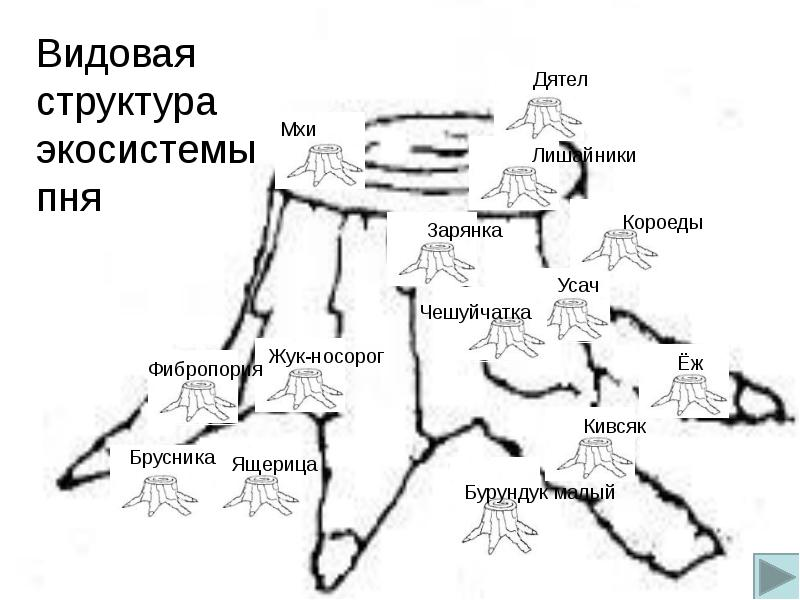 Видовая
структура
экосистемы
пня
Дятел
Мхи
Лишайники
Зарянка
Короеды
Усач
Чешуйчатка
Жук-носорог
Фибропория
Ёж
Кивсяк
Брусника
Ящерица
Бурундук малый